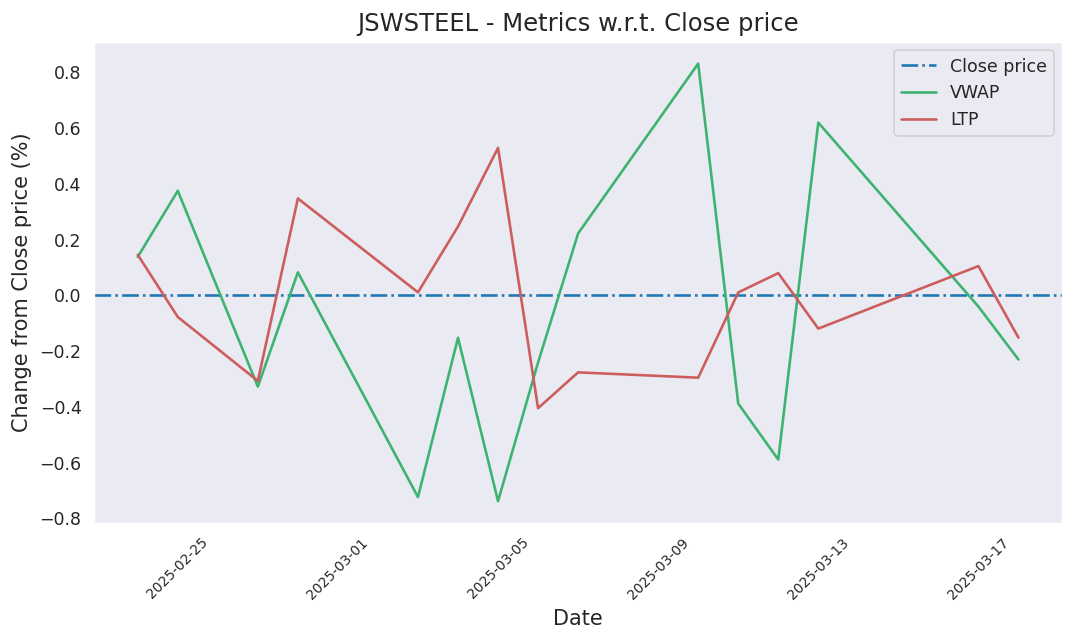 JSWSTEEL - Metrics w.r.t. Close price
Close price
VWAP
LTP
Change from Close price (%)
0.8
0.6
0.4
0.2
0.0
−0.2
−0.4
−0.6
−0.8
2025-02-25
2025-03-01
2025-03-05
2025-03-09
2025-03-13
2025-03-17
Date